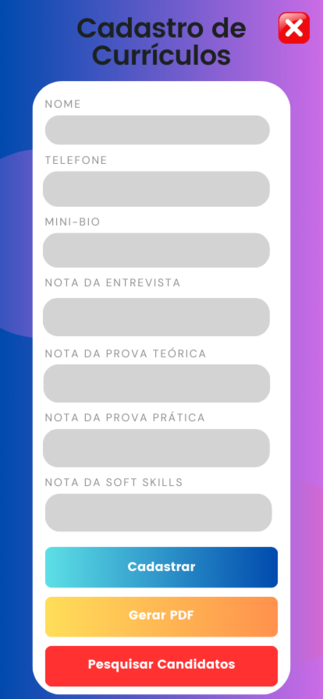 Cadastro de
Currículos
NOME
TELEFONE
MINI-BIO
NOTA DA ENTREVISTA
NOTA DA PROVA TEÓRICA
NOTA DA PROVA PRÁTICA
NOTA DA SOFT SKILLS
Cadastrar
Gerar PDF
Pesquisar Candidatos